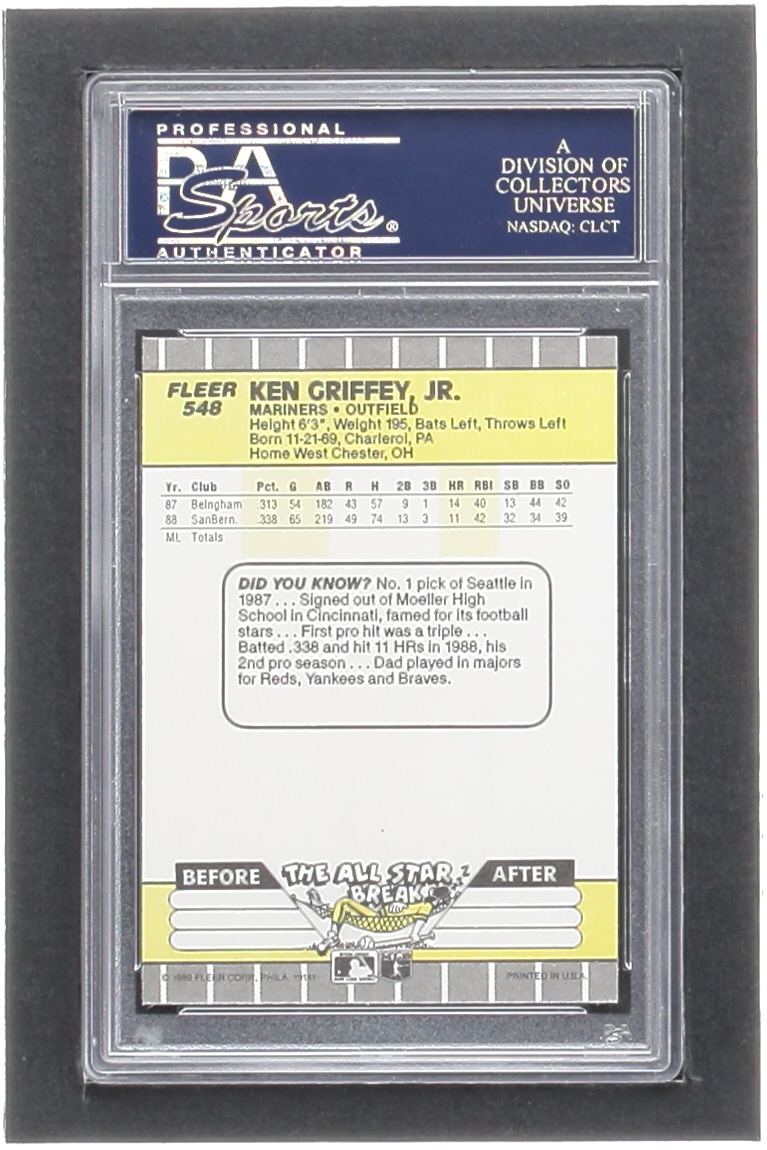 PROFESSIONAL
PSA
Sports®
AUTHENTICATOR
A
DIVISION OF
COLLECTORS
UNIVERSE
NASDAQ: CLCT
FLEER
548
KEN GRIFFEY, JR.
MARINERS • OUTFIELD
Height 6'3", Weight 195, Bats Left, Throws Left
Born 11-21-69, Charleroi, PA
Home West Chester, OH
Yr. Club Pct. G AB R H 2B 3B HR RBI SB BB SO
87 Belngham .313 54 182 43 57 9 1 14 40 13 44 42
88 SanBern. .338 65 219 49 74 13 3 11 42 32 34 39
ML Totals
DID YOU KNOW? No. 1 pick of Seattle in
1987 . . . Signed out of Moeller High
School in Cincinnati, famed for its football
stars . . . First pro hit was a triple . . .
Batted .338 and hit 11 HRs in 1988, his
2nd pro season . . . Dad played in majors
for Reds, Yankees and Braves.
BEFORE THE ALL STAR AFTER
BREAK
© 1989 FLEER CORP., PHILA. 19141 PRINTED IN U.S.A.
PSA